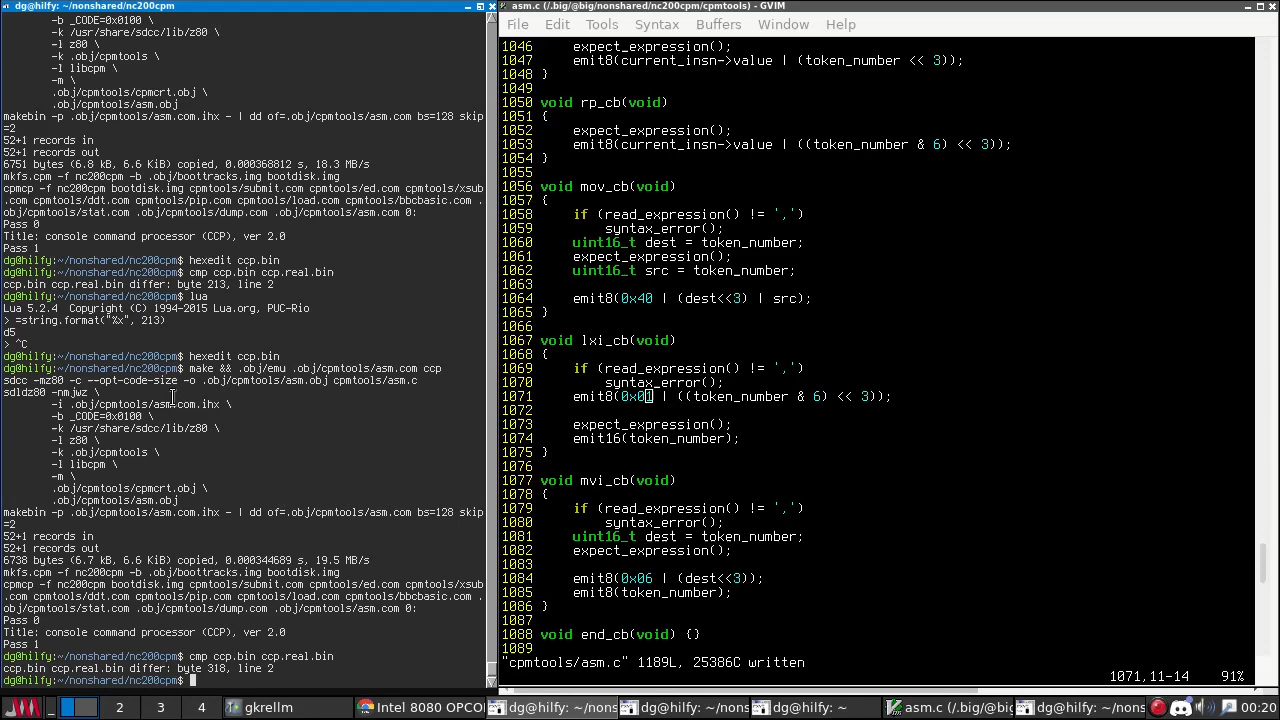 dg@hilfy: ~/nonshared/nc200cpm
-b _CODE=0x0100 \
-k /usr/share/sdcc/lib/z80 \
-l z80 \
-k .obj/cpmtools \
-l libcpm \
-m \
.obj/cpmtools/cpmcrt.obj \
.obj/cpmtools/asm.obj
makebin -p .obj/cpmtools/asm.com.ihx - | dd of=.obj/cpmtools/asm.com bs=128 skip
=2
52+1 records in
52+1 records out
6751 bytes (6.8 kB, 6.6 KiB) copied, 0.000368812 s, 18.3 MB/s
mkfs.cpm -f nc200cpm -b .obj/boottracks.img bootdisk.img
cpmcp -f nc200cpm bootdisk.img cpmtools/submit.com cpmtools/ed.com cpmtools/xsub
.com cpmtools/ddt.com cpmtools/pip.com cpmtools/load.com cpmtools/bbcbasic.com .
obj/cpmtools/stat.com .obj/cpmtools/dump.com .obj/cpmtools/asm.com 0:
Pass 0
Title: console command processor (CCP), ver 2.0
Pass 1
dg@hilfy:~/nonshared/nc200cpm$ hexedit ccp.bin
dg@hilfy:~/nonshared/nc200cpm$ cmp ccp.bin ccp.real.bin
ccp.bin ccp.real.bin differ: byte 213, line 2
dg@hilfy:~/nonshared/nc200cpm$ lua
Lua 5.2.4  Copyright (C) 1994-2015 Lua.org, PUC-Rio
> =string.format("%x", 213)
d5
> ^C
dg@hilfy:~/nonshared/nc200cpm$ hexedit ccp.bin
dg@hilfy:~/nonshared/nc200cpm$ make && .obj/emu .obj/cpmtools/asm.com ccp
sdcc -mz80 -c --opt-code-size -o .obj/cpmtools/asm.obj cpmtools/asm.c
sdldz80 -nmjwz \
-i .obj/cpmtools/asm.com.ihx \
-b _CODE=0x0100 \
-k /usr/share/sdcc/lib/z80 \
-l z80 \
-k .obj/cpmtools \
-l libcpm \
-m \
.obj/cpmtools/cpmcrt.obj \
.obj/cpmtools/asm.obj
makebin -p .obj/cpmtools/asm.com.ihx - | dd of=.obj/cpmtools/asm.com bs=128 skip
=2
52+1 records in
52+1 records out
6738 bytes (6.7 kB, 6.6 KiB) copied, 0.000344689 s, 19.5 MB/s
mkfs.cpm -f nc200cpm -b .obj/boottracks.img bootdisk.img
cpmcp -f nc200cpm bootdisk.img cpmtools/submit.com cpmtools/ed.com cpmtools/xsub
.com cpmtools/ddt.com cpmtools/pip.com cpmtools/load.com cpmtools/bbcbasic.com .
obj/cpmtools/stat.com .obj/cpmtools/dump.com .obj/cpmtools/asm.com 0:
Pass 0
Title: console command processor (CCP), ver 2.0
Pass 1
dg@hilfy:~/nonshared/nc200cpm$ cmp ccp.bin ccp.real.bin
ccp.bin ccp.real.bin differ: byte 318, line 2
dg@hilfy:~/nonshared/nc200cpm$
asm.c (/.big/@big/nonshared/nc200cpm/cpmtools) - GVIM
File Edit Tools Syntax Buffers Window Help
1046     expect_expression();
1047     emit8(current_insn->value | (token_number << 3));
1048 }
1049
1050 void rp_cb(void)
1051 {
1052     expect_expression();
1053     emit8(current_insn->value | ((token_number & 6) << 3));
1054 }
1055
1056 void mov_cb(void)
1057 {
1058     if (read_expression() != ',')
1059         syntax_error();
1060     uint16_t dest = token_number;
1061     expect_expression();
1062     uint16_t src = token_number;
1063
1064     emit8(0x40 | (dest<<3) | src);
1065 }
1066
1067 void lxi_cb(void)
1068 {
1069     if (read_expression() != ',')
1070         syntax_error();
1071     emit8(0x01 | ((token_number & 6) << 3));
1072
1073     expect_expression();
1074     emit16(token_number);
1075 }
1076
1077 void mvi_cb(void)
1078 {
1079     if (read_expression() != ',')
1080         syntax_error();
1081     uint16_t dest = token_number;
1082     expect_expression();
1083
1084     emit8(0x06 | (dest<<3));
1085     emit8(token_number);
1086 }
1087
1088 void end_cb(void) {}
1089
"cpmtools/asm.c" 1189L, 25386C written
1071,11-14 91%
2 3 4 gkrellm Intel 8080 OPCO dg@hilfy: ~/nons dg@hilfy: ~/nons dg@hilfy: ~/ asm.c (/.big/@big dg@hilfy: ~/nons 00:20